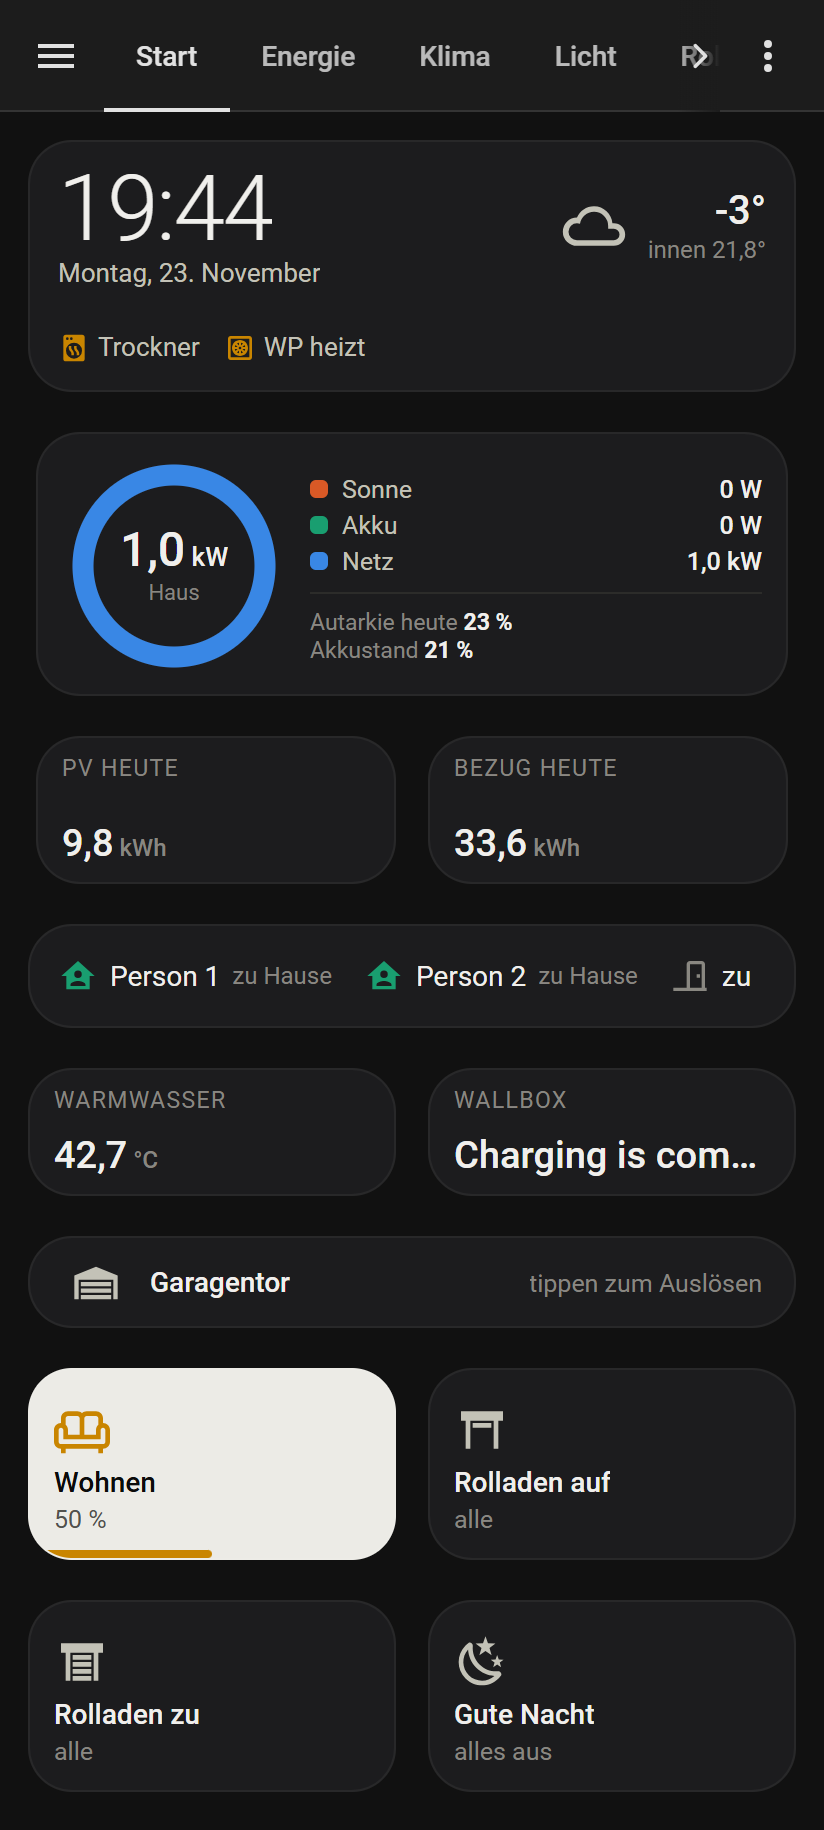 Start Energie Klima Licht
19:44
-3°
innen 21,8°
Montag, 23. November
Trockner WP heizt
1,0 kW
Haus
Sonne 0 W
Akku 0 W
Netz 1,0 kW
Autarkie heute 23 %
Akkustand 21 %
PV HEUTE
9,8 kWh
BEZUG HEUTE
33,6 kWh
Person 1 zu Hause Person 2 zu Hause zu
WARMWASSER
42,7 °C
WALLBOX
Charging is com...
Garagentor tippen zum Auslösen
Wohnen
50 %
Rolladen auf
alle
Rolladen zu
alle
Gute Nacht
alles aus